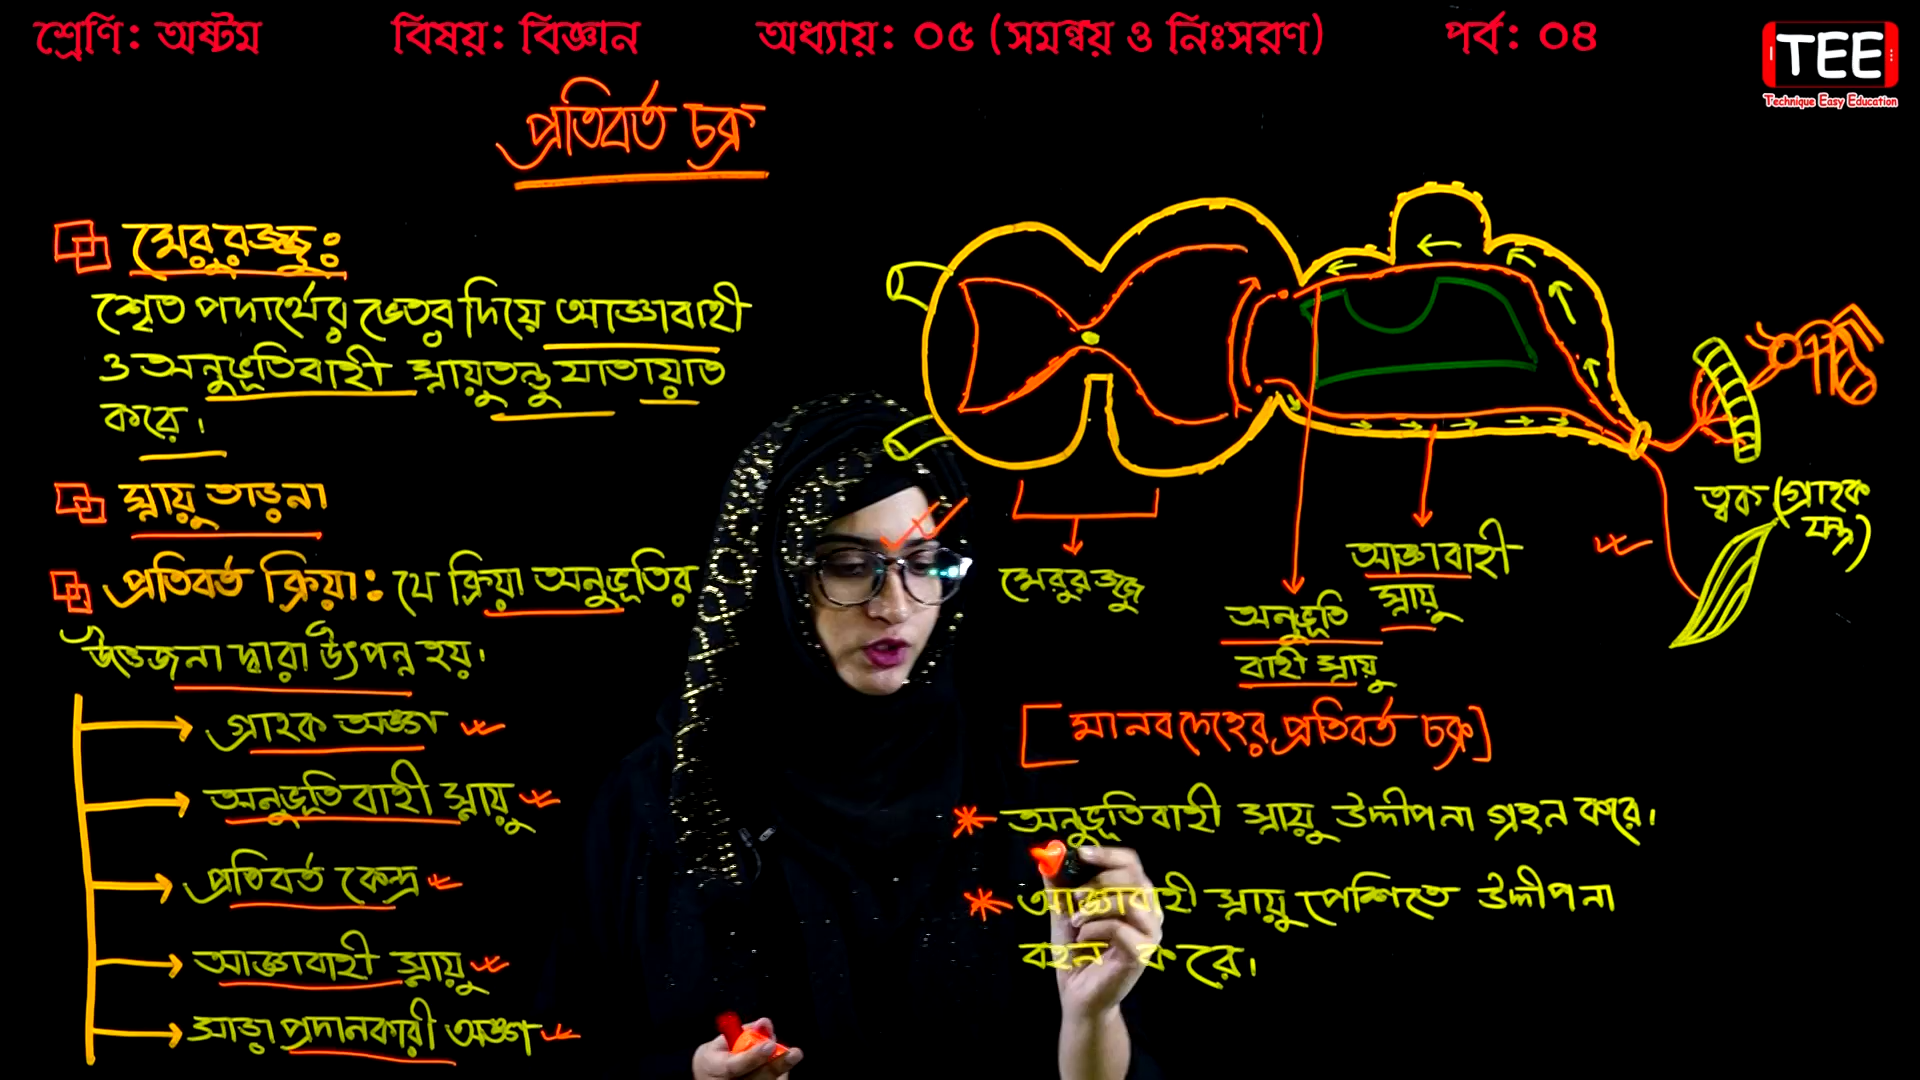 শ্রেণি: অষ্টম বিষয়: বিজ্ঞান অধ্যায়: ০৫ (সমন্বয় ও নিঃসরণ) পর্ব: ০৪
TEE
Technique Easy Education
প্রতিবর্ত চক্র
মেরুরজ্জু:
শ্বেত পদার্থের ভেতর দিয়ে আজ্ঞাবাহী
ও অনুভূতিবাহী স্নায়ুতন্তু যাতায়াত
করে।
স্নায়ু তাড়না
প্রতিবর্ত ক্রিয়া: যে ক্রিয়া অনুভূতির
উত্তেজনা দ্বারা উৎপন্ন হয়।
গ্রাহক অঙ্গ
অনুভূতিবাহী স্নায়ু
প্রতিবর্ত কেন্দ্র
আজ্ঞাবাহী স্নায়ু
সাড়া প্রদানকারী অঙ্গ
ত্বক (গ্রাহক
যন্ত্র)
মেরুরজ্জু
আজ্ঞাবাহী
স্নায়ু
অনুভূতি
বাহী স্নায়ু
[মানবদেহের প্রতিবর্ত চক্র]
* অনুভূতিবাহী স্নায়ু উদ্দীপনা গ্রহন করে।
* আজ্ঞাবাহী স্নায়ু পেশিতে উদ্দীপনা
বহন করে।